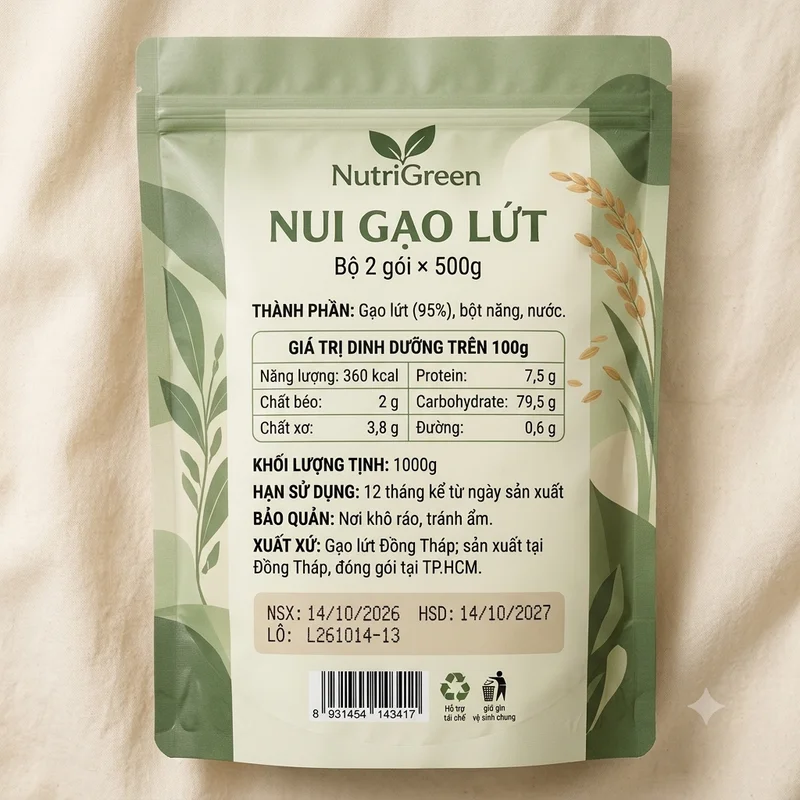 NutriGreen
NUI GẠO LỨT
Bộ 2 gói × 500g
THÀNH PHẦN: Gạo lứt (95%), bột năng, nước.
GIÁ TRỊ DINH DƯỠNG TRÊN 100g
Năng lượng: 360 kcal Protein: 7,5 g
Chất béo: 2 g Carbohydrate: 79,5 g
Chất xơ: 3,8 g Đường: 0,6 g
KHỐI LƯỢNG TỊNH: 1000g
HẠN SỬ DỤNG: 12 tháng kể từ ngày sản xuất
BẢO QUẢN: Nơi khô ráo, tránh ẩm.
XUẤT XỨ: Gạo lứt Đồng Tháp; sản xuất tại
Đồng Tháp, đóng gói tại TP.HCM.
NSX: 14/10/2026 HSD: 14/10/2027
LÔ: L261014-13
8 931454 143417
Hỗ trợ
tái chế
giữ gìn
vệ sinh chung